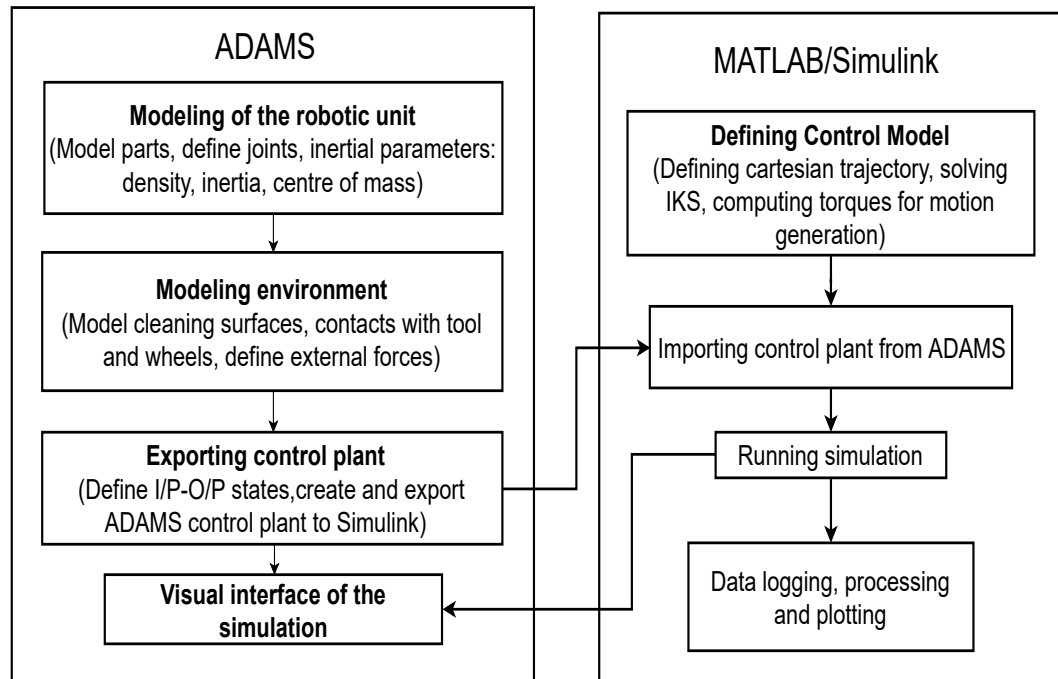 ADAMS
Modeling of the robotic unit
(Model parts, define joints, inertial parameters:
density, inertia, centre of mass)
Modeling environment
(Model cleaning surfaces, contacts with tool
and wheels, define external forces)
Exporting control plant
(Define I/P-O/P states,create and export
ADAMS control plant to Simulink)
Visual interface of the
simulation
MATLAB/Simulink
Defining Control Model
(Defining cartesian trajectory, solving
IKS, computing torques for motion
generation)
Importing control plant from ADAMS
Running simulation
Data logging, processing
and plotting